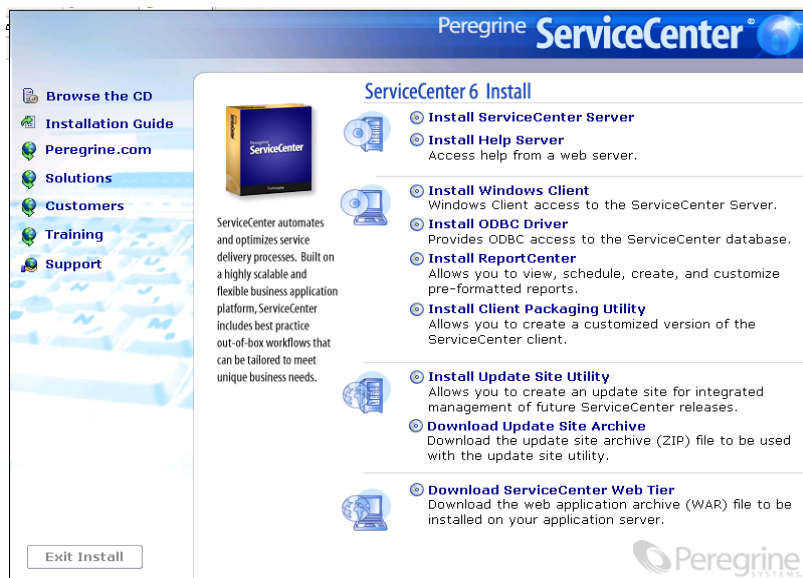 Peregrine ServiceCenter®
Browse the CD
Installation Guide
Peregrine.com
Solutions
Customers
Training
Support
Exit Install
Peregrine
ServiceCenter
ServiceCenter automates
and optimizes service
delivery processes. Built on
a highly scalable and
flexible business application
platform, ServiceCenter
includes best practice
out-of-box workflows that
can be tailored to meet
unique business needs.
ServiceCenter 6 Install
Install ServiceCenter Server
Install Help Server
Access help from a web server.
Install Windows Client
Windows Client access to the ServiceCenter Server.
Install ODBC Driver
Provides ODBC access to the ServiceCenter database.
Install ReportCenter
Allows you to view, schedule, create, and customize
pre-formatted reports.
Install Client Packaging Utility
Allows you to create a customized version of the
ServiceCenter client.
Install Update Site Utility
Allows you to create an update site for integrated
management of future ServiceCenter releases.
Download Update Site Archive
Download the update site archive (ZIP) file to be used
with the update site utility.
Download ServiceCenter Web Tier
Download the web application archive (WAR) file to be
installed on your application server.
Peregrine
SYSTEMS